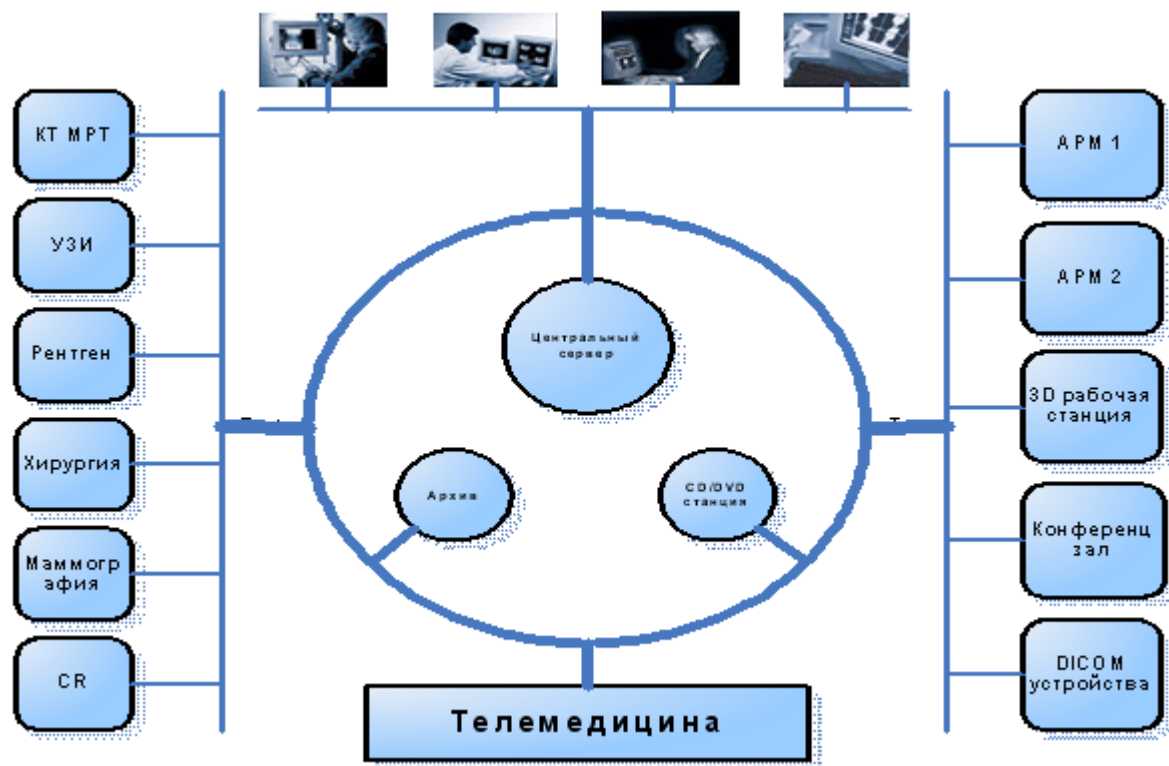 КТ МРТ
УЗИ
Рентген
Хирургия
Маммогр
афия
CR
Центральный
сервер
Архив
CD/DVD
станция
Телемедицина
АРМ 1
АРМ 2
3D рабочая
станция
Конференц
зал
DICOM
устройства